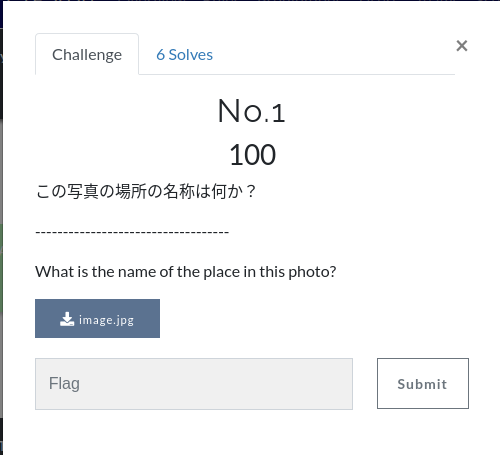 Challenge
6 Solves
×
No.1
100
この写真の場所の名称は何か？
-----------------------------------
What is the name of the place in this photo?
image.jpg
Flag
Submit